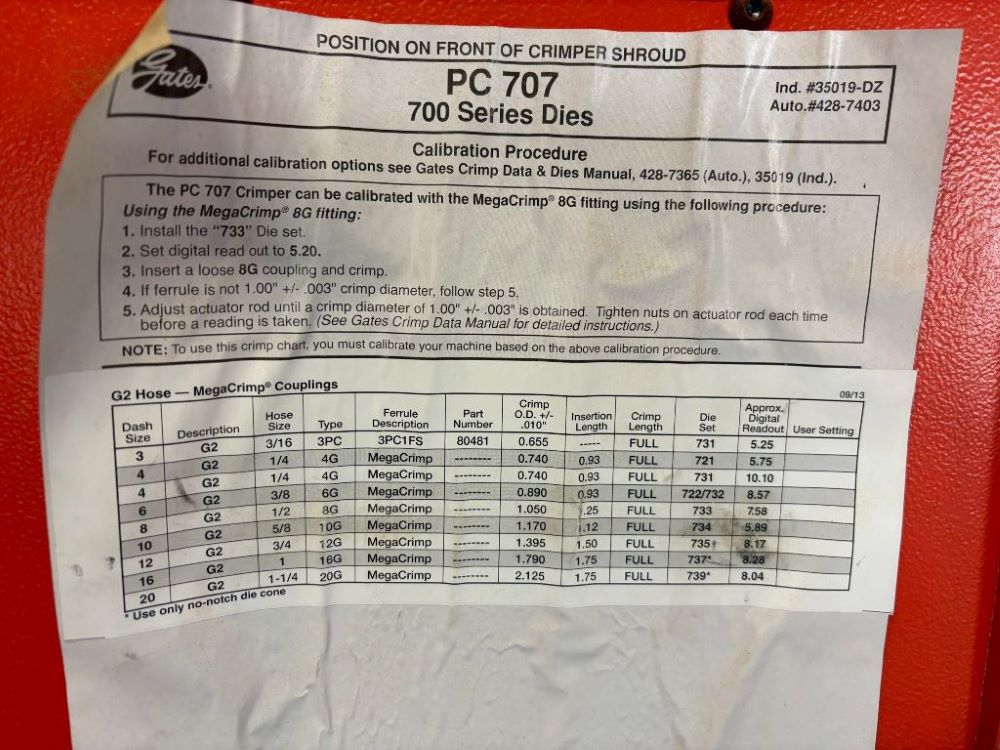 POSITION ON FRONT OF CRIMPER SHROUD
Gates®
PC 707
700 Series Dies
Ind. #35019-DZ
Auto.#428-7403
Calibration Procedure
For additional calibration options see Gates Crimp Data & Dies Manual, 428-7365 (Auto.), 35019 (Ind.).
The PC 707 Crimper can be calibrated with the MegaCrimp® 8G fitting using the following procedure:
Using the MegaCrimp® 8G fitting:
1. Install the "733" Die set.
2. Set digital read out to 5.20.
3. Insert a loose 8G coupling and crimp.
4. If ferrule is not 1.00" +/- .003" crimp diameter, follow step 5.
5. Adjust actuator rod until a crimp diameter of 1.00" +/- .003" is obtained. Tighten nuts on actuator rod each time
before a reading is taken. (See Gates Crimp Data Manual for detailed instructions.)
NOTE: To use this crimp chart, you must calibrate your machine based on the above calibration procedure.
G2 Hose — MegaCrimp® Couplings
09/13
Dash Size Description Hose Size Type Ferrule Description Part Number Crimp O.D. +/- .010" Insertion Length Crimp Length Die Set Approx. Digital Readout User Setting
3 G2 3/16 3PC 3PC1FS 80481 0.655 ----- FULL 731 5.25
4 G2 1/4 4G MegaCrimp -------- 0.740 0.93 FULL 721 5.75
4 G2 1/4 4G MegaCrimp -------- 0.740 0.93 FULL 731 10.10
6 G2 3/8 6G MegaCrimp -------- 0.890 0.93 FULL 722/732 8.57
8 G2 1/2 8G MegaCrimp -------- 1.050 .25 FULL 733 7.58
10 G2 5/8 10G MegaCrimp -------- 1.170 1.12 FULL 734 5.89
12 G2 3/4 12G MegaCrimp -------- 1.395 1.50 FULL 735† 8.17
16 G2 1 16G MegaCrimp -------- 1.790 1.75 FULL 737* 8.28
20 G2 1-1/4 20G MegaCrimp -------- 2.125 1.75 FULL 739* 8.04
* Use only no-notch die cone